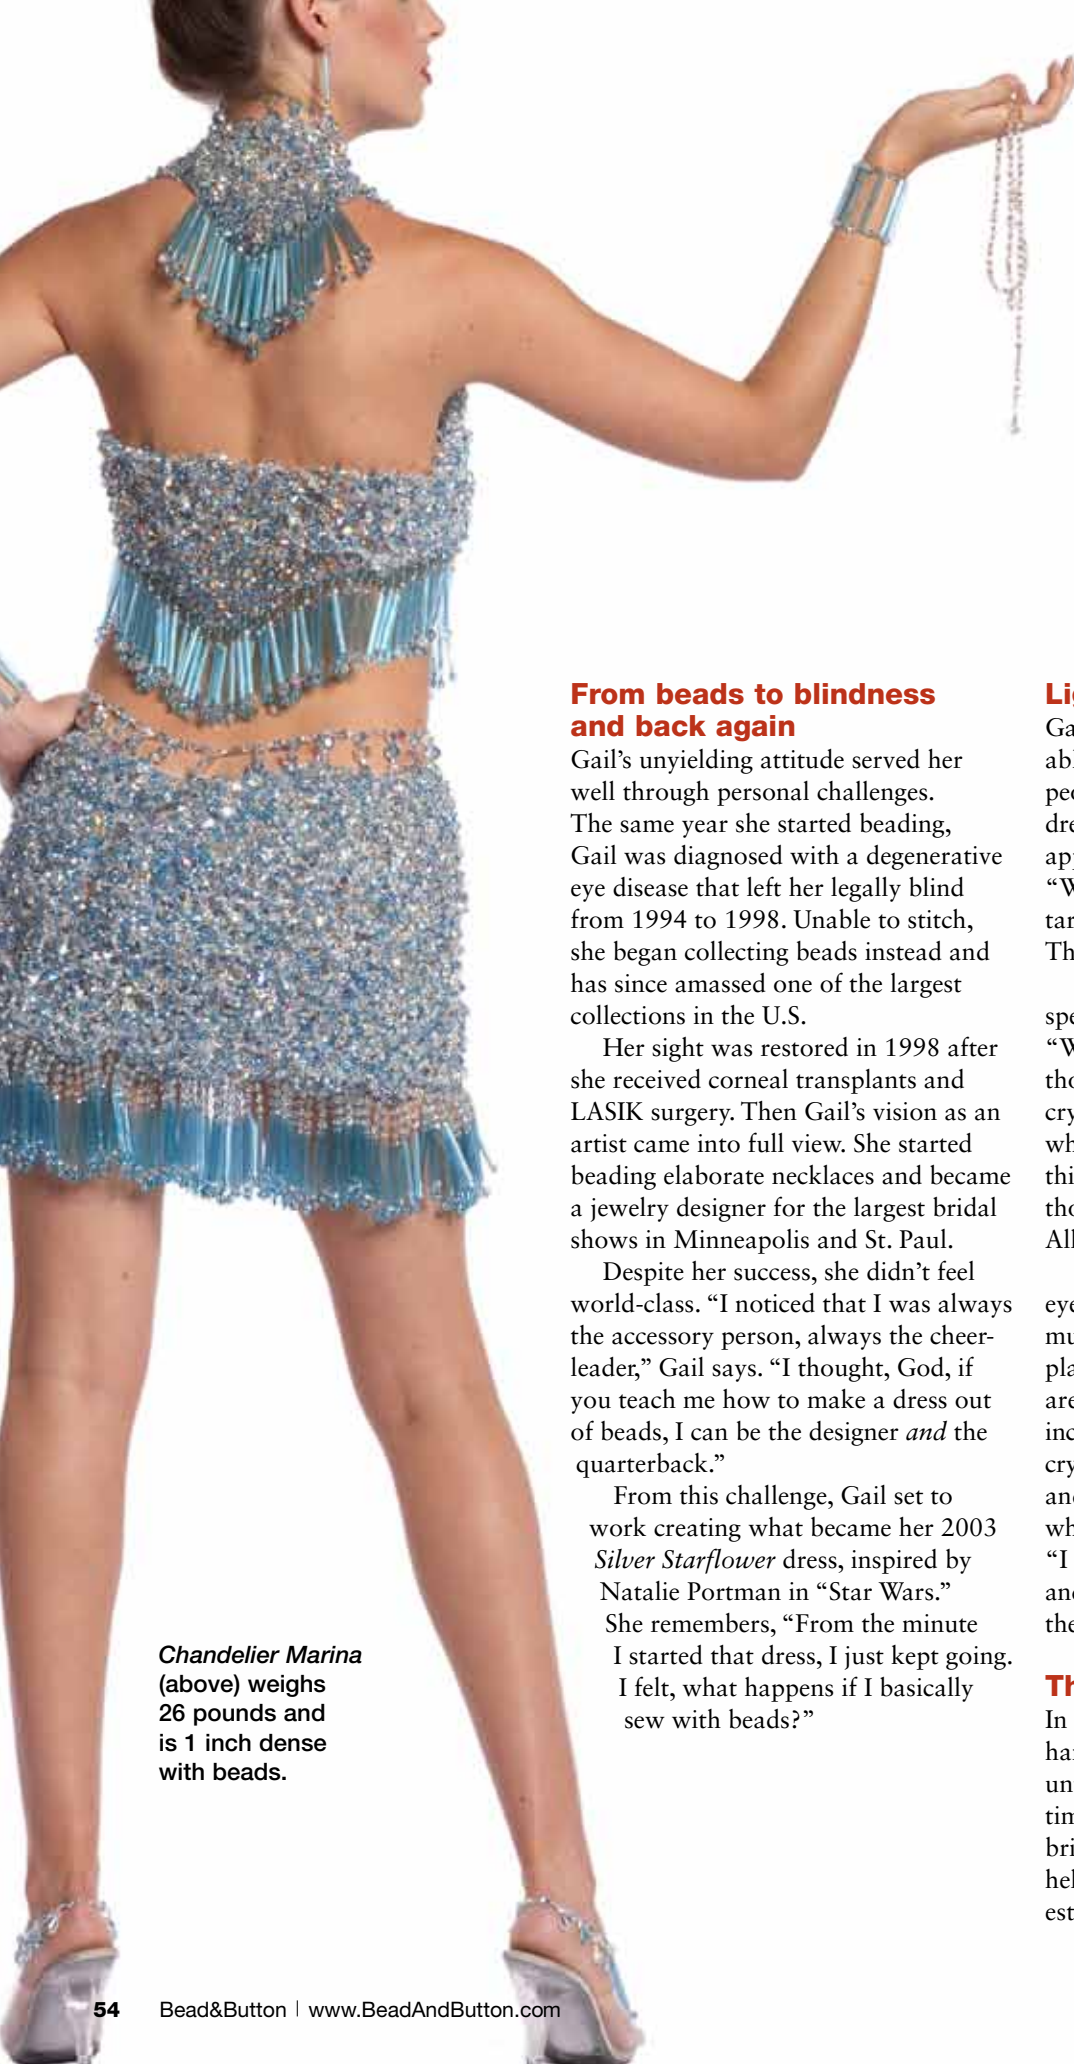 From beads to blindness
and back again
Gail’s unyielding attitude served her
well through personal challenges.
The same year she started beading,
Gail was diagnosed with a degenerative
eye disease that left her legally blind
from 1994 to 1998. Unable to stitch,
she began collecting beads instead and
has since amassed one of the largest
collections in the U.S.
Her sight was restored in 1998 after
she received corneal transplants and
LASIK surgery. Then Gail’s vision as an
artist came into full view. She started
beading elaborate necklaces and became
a jewelry designer for the largest bridal
shows in Minneapolis and St. Paul.
Despite her success, she didn’t feel
world-class. “I noticed that I was always
the accessory person, always the cheer-
leader,” Gail says. “I thought, God, if
you teach me how to make a dress out
of beads, I can be the designer and the
quarterback.”
From this challenge, Gail set to
work creating what became her 2003
Silver Starflower dress, inspired by
Natalie Portman in “Star Wars.”
She remembers, “From the minute
I started that dress, I just kept going.
I felt, what happens if I basically
sew with beads?”
Chandelier Marina
(above) weighs
26 pounds and
is 1 inch dense
with beads.
54 Bead&Button | www.BeadAndButton.com
In
“I